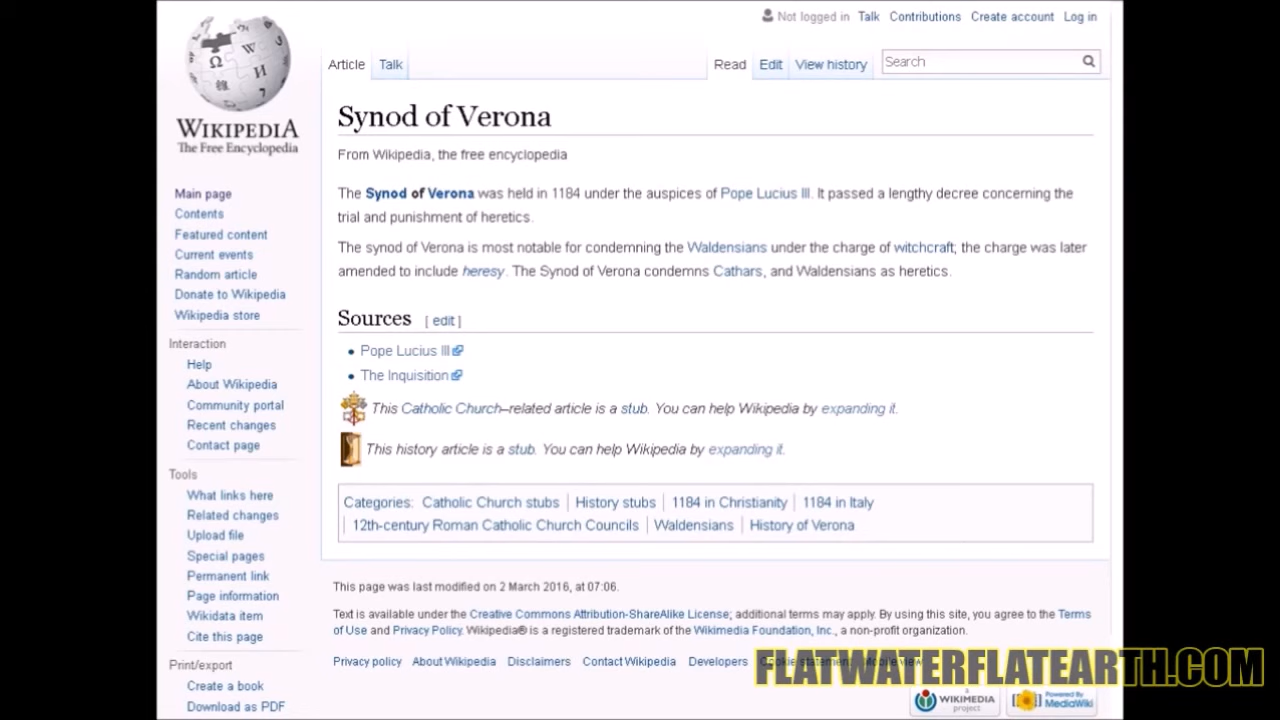 Not logged in Talk Contributions Create account Log in
Article Talk Read Edit View history Search
WIKIPEDIA
The Free Encyclopedia
Synod of Verona
From Wikipedia, the free encyclopedia
The Synod of Verona was held in 1184 under the auspices of Pope Lucius III. It passed a lengthy decree concerning the
trial and punishment of heretics.
The synod of Verona is most notable for condemning the Waldensians under the charge of witchcraft; the charge was later
amended to include heresy. The Synod of Verona condemns Cathars, and Waldensians as heretics.
Sources [ edit ]
• Pope Lucius III
• The Inquisition
This Catholic Church–related article is a stub. You can help Wikipedia by expanding it.
This history article is a stub. You can help Wikipedia by expanding it.
Categories: Catholic Church stubs | History stubs | 1184 in Christianity | 1184 in Italy
| 12th-century Roman Catholic Church Councils | Waldensians | History of Verona
This page was last modified on 2 March 2016, at 07:06.
Text is available under the Creative Commons Attribution-ShareAlike License; additional terms may apply. By using this site, you agree to the Terms
of Use and Privacy Policy. Wikipedia® is a registered trademark of the Wikimedia Foundation, Inc., a non-profit organization.
Privacy policy About Wikipedia Disclaimers Contact Wikipedia Developers Cookie statement Mobile view
FLATWATERFLATEARTH.COM
a
WIKIMEDIA
project
Powered By
MediaWiki
Main page
Contents
Featured content
Current events
Random article
Donate to Wikipedia
Wikipedia store
Interaction
Help
About Wikipedia
Community portal
Recent changes
Contact page
Tools
What links here
Related changes
Upload file
Special pages
Permanent link
Page information
Wikidata item
Cite this page
Print/export
Create a book
Download as PDF